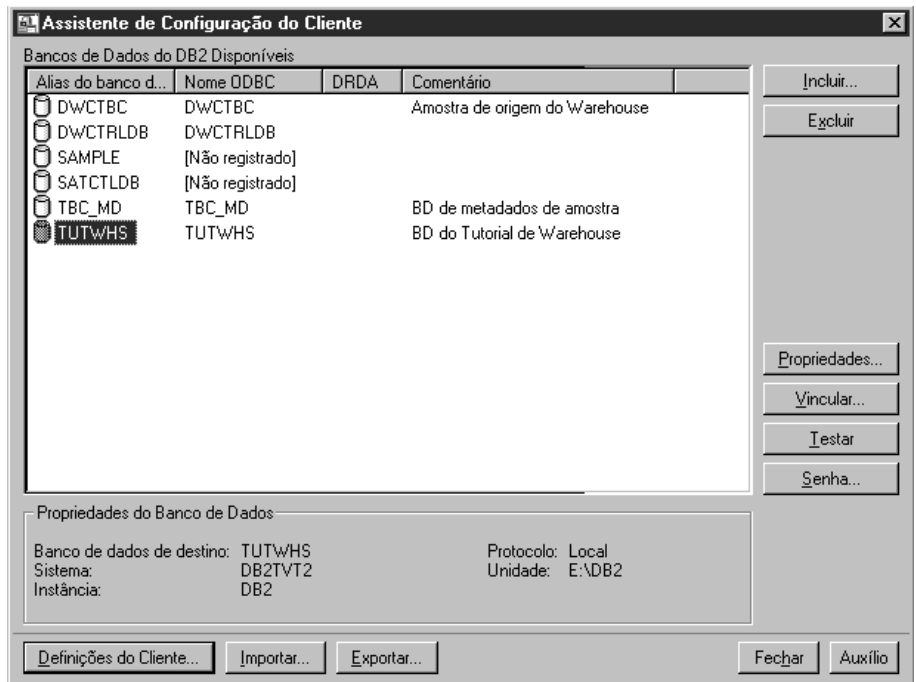 Assistente de Configuração do Cliente
Bancos de Dados do DB2 Disponíveis
Alias do banco d... Nome ODBC DRDA Comentário
DWCTBC DWCTBC Amostra de origem do Warehouse
DWCTRLDB DWCTRLDB
SAMPLE [Não registrado]
SATCTLDB [Não registrado]
TBC_MD TBC_MD BD de metadados de amostra
TUTWHS TUTWHS BD do Tutorial de Warehouse
Incluir...
Excluir
Propriedades...
Vincular...
Testar
Senha...
Propriedades do Banco de Dados
Banco de dados de destino: TUTWHS Protocolo: Local
Sistema: DB2TVT2 Unidade: E:\DB2
Instância: DB2
Definições do Cliente... Importar... Exportar... Fechar Auxílio